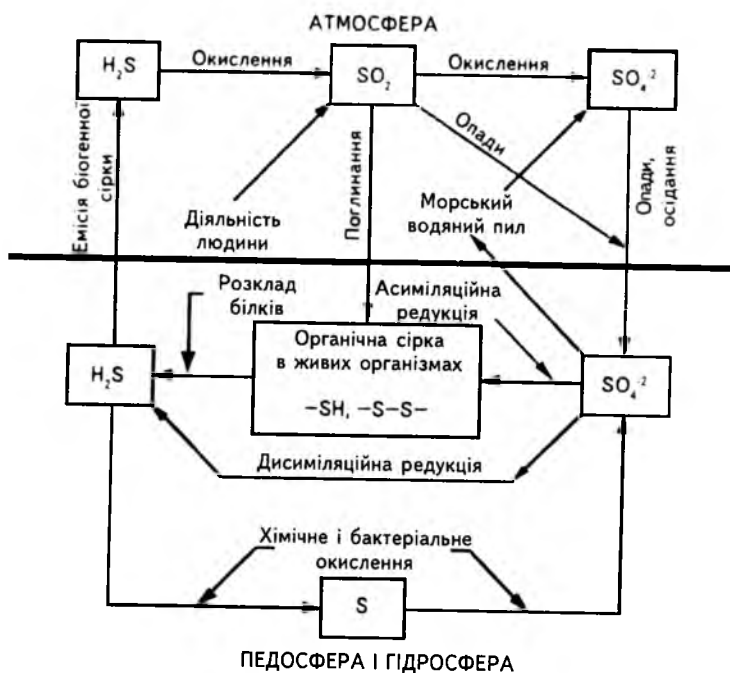 АТМОСФЕРА
H₂S
Окислення
SO₂
Окислення
SO₄⁻²
Емісія біогенної
сірки
Поглинання
Опади
Опади,
осідання
Діяльність
людини
Морський
водяний пил
Розклад
білків
Асиміляційна
редукція
H₂S
Органічна сірка
в живих організмах
–SH, –S–S–
SO₄⁻²
Дисиміляційна редукція
Хімічне і бактеріальне
окислення
S
ПЕДОСФЕРА І ГІДРОСФЕРА